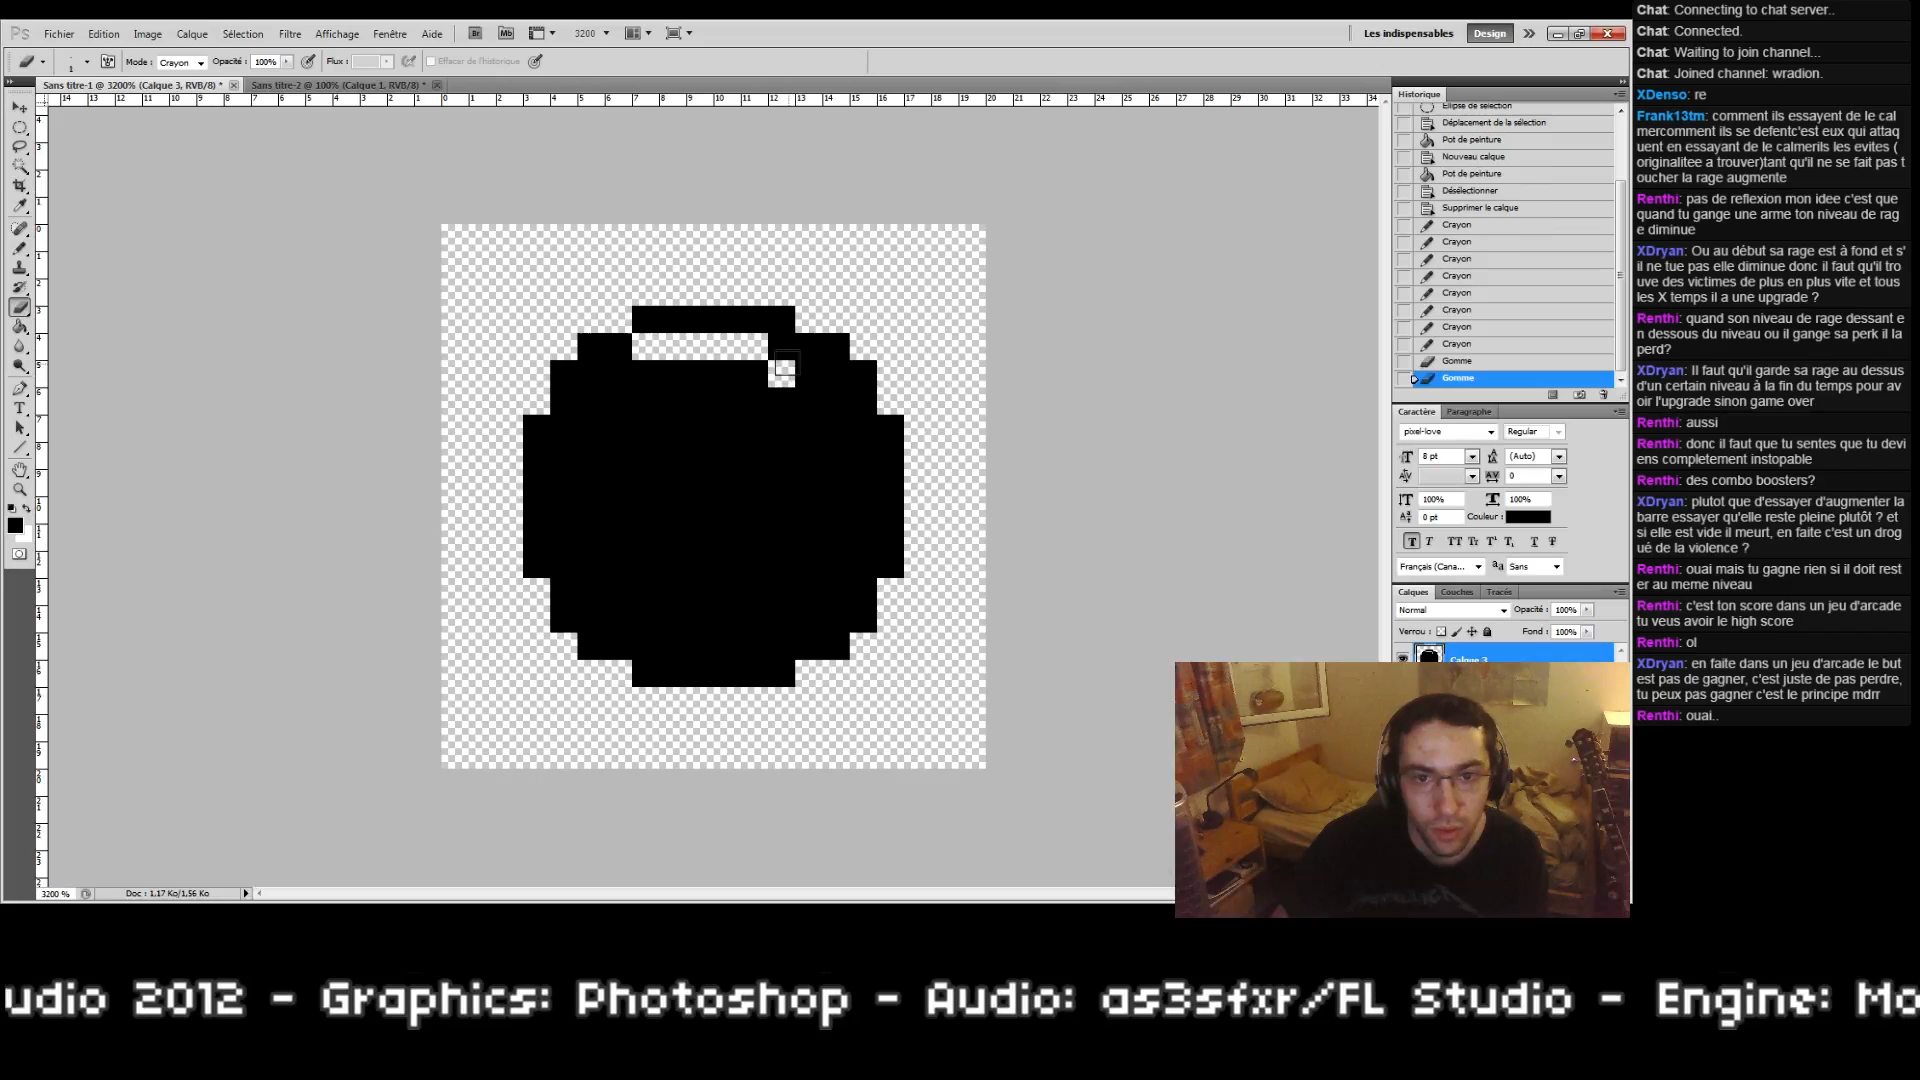 Ps Fichier Edition Image Calque Sélection Filtre Affichage Fenêtre Aide Br Mb 3200 Les indispensables Design
1 Mode : Crayon Opacité : 100% Flux : Effacer de l'historique
Sans titre-1 @ 3200% (Calque 3, RVB/8) * Sans titre-2 @ 100% (Calque 1, RVB/8) *
Historique
Ellipse de sélection
Déplacement de la sélection
Pot de peinture
Nouveau calque
Pot de peinture
Désélectionner
Supprimer le calque
Crayon
Crayon
Crayon
Crayon
Crayon
Crayon
Crayon
Crayon
Gomme
Gomme
Caractère Paragraphe
pixel-love Regular
8 pt (Auto)
0
100% 100%
0 pt Couleur :
Français (Cana... Sans
Calques Couches Tracés
Normal Opacité : 100%
Verrou : Fond : 100%
Calque 3
3200 % Doc : 1.17 Ko/1,56 Ko
Chat: Connecting to chat server..
Chat: Connected.
Chat: Waiting to join channel...
Chat: Joined channel: wradion.
XDenso: re
Frank13tm: comment ils essayent de le cal
mercomment ils se defentc'est eux qui attaq
uent en essayant de le calmerils les evites (
originalitee a trouver)tant qu'il ne se fait pas t
oucher la rage augmente
Renthi: pas de reflexion mon idee c'est que
quand tu gange une arme ton niveau de rag
e diminue
XDryan: Ou au début sa rage est à fond et s'
il ne tue pas elle diminue donc il faut qu'il tro
uve des victimes de plus en plus vite et tous
les X temps il a une upgrade ?
Renthi: quand son niveau de rage dessant e
n dessous du niveau ou il gange sa perk il la
perd?
XDryan: Il faut qu'il garde sa rage au dessus
d'un certain niveau à la fin du temps pour av
oir l'upgrade sinon game over
Renthi: aussi
Renthi: donc il faut que tu sentes que tu devi
ens completement instopable
Renthi: des combo boosters?
XDryan: plutot que d'essayer d'augmenter la
barre essayer qu'elle reste pleine plutôt ? et
si elle est vide il meurt, en faite c'est un drog
ué de la violence ?
Renthi: ouai mais tu gagne rien si il doit rest
er au meme niveau
Renthi: c'est ton score dans un jeu d'arcade
tu veus avoir le high score
Renthi: ol
XDryan: en faite dans un jeu d'arcade le but
est pas de gagner, c'est juste de pas perdre,
tu peux pas gagner c'est le principe mdrr
Renthi: ouai..
udio 2012 - Graphics: Photoshop - Audio: as3sfxr/FL Studio - Engine: Mo